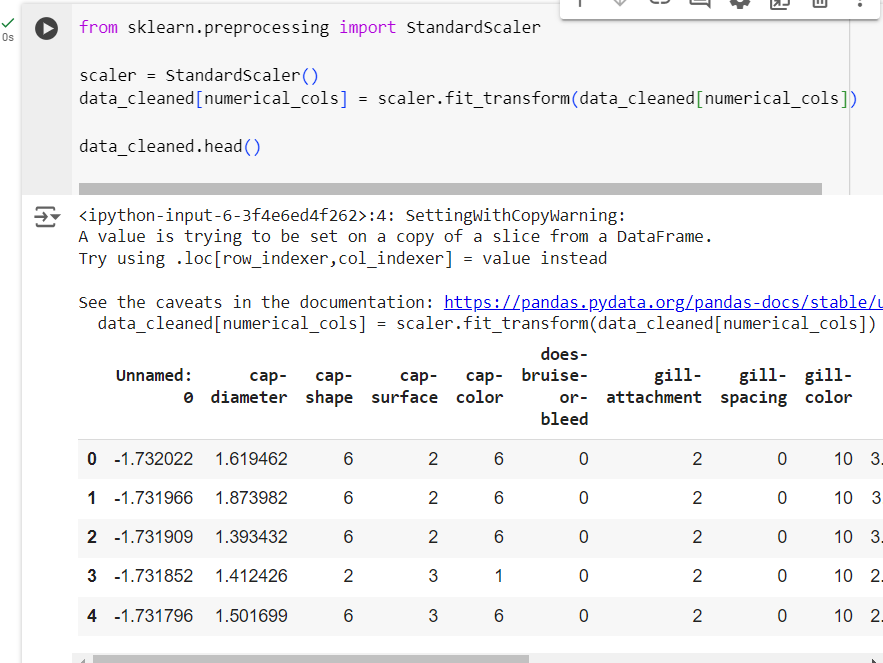 from sklearn.preprocessing import StandardScaler
0s
scaler = StandardScaler()
data_cleaned[numerical_cols] = scaler.fit_transform(data_cleaned[numerical_cols])
data_cleaned.head()
<ipython-input-6-3f4e6ed4f262>:4: SettingWithCopyWarning:
A value is trying to be set on a copy of a slice from a DataFrame.
Try using .loc[row_indexer,col_indexer] = value instead
See the caveats in the documentation: https://pandas.pydata.org/pandas-docs/stable/
data_cleaned[numerical_cols] = scaler.fit_transform(data_cleaned[numerical_cols])
does-
Unnamed: cap- cap- cap- cap- bruise- gill- gill- gill-
0 diameter shape surface color or- attachment spacing color
bleed
0 -1.732022 1.619462 6 2 6 0 2 0 10 3.
1 -1.731966 1.873982 6 2 6 0 2 0 10 3
2 -1.731909 1.393432 6 2 6 0 2 0 10 3.
3 -1.731852 1.412426 2 3 1 0 2 0 10 2.
4 -1.731796 1.501699 6 3 6 0 2 0 10 2.